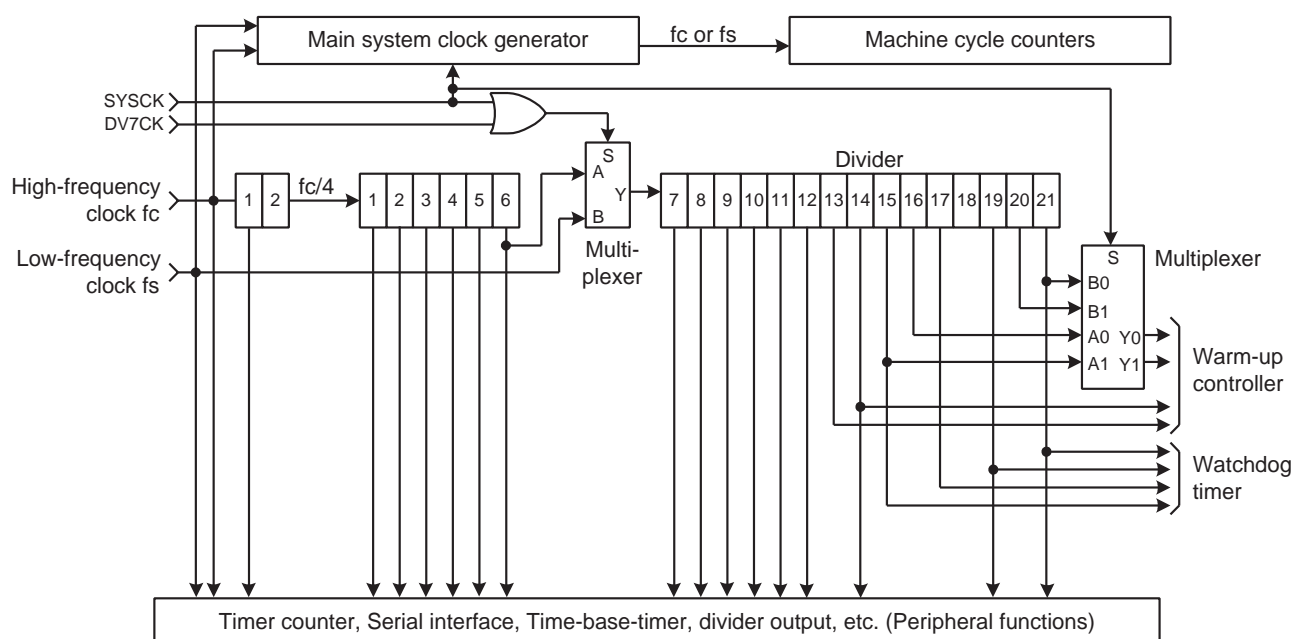 Main system clock generator
fc or fs
Machine cycle counters
SYSCK
DV7CK
High-frequency
clock fc
Low-frequency
clock fs
1 2
fc/4
1 2 3 4 5 6
S
A
Y
B
Multi-
plexer
Divider
7 8 9 10 11 12 13 14 15 16 17 18 19 20 21
S
B0
B1
A0 Y0
A1 Y1
Multiplexer
Warm-up
controller
Watchdog
timer
Timer counter, Serial interface, Time-base-timer, divider output, etc. (Peripheral functions)